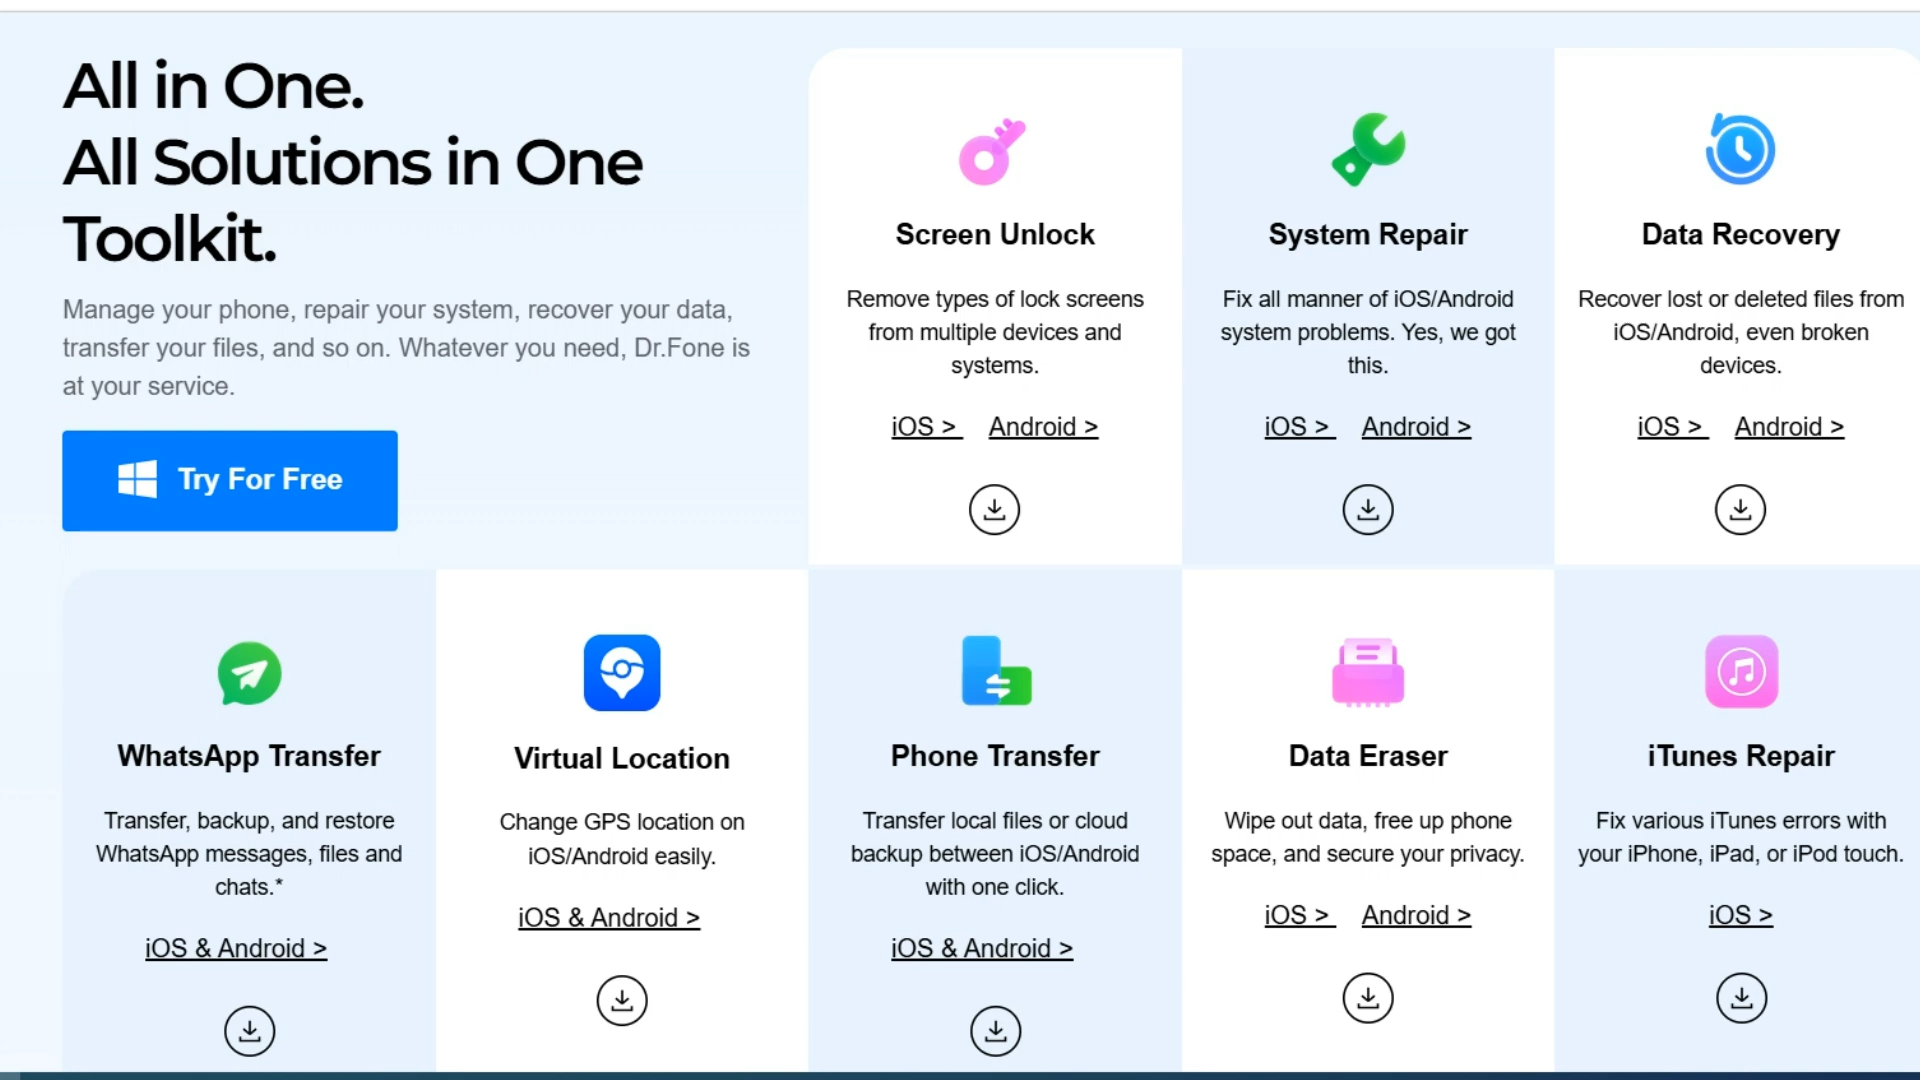 All in One.
All Solutions in One
Toolkit.
Manage your phone, repair your system, recover your data,
transfer your files, and so on. Whatever you need, Dr.Fone is
at your service.
Try For Free
Screen Unlock
Remove types of lock screens
from multiple devices and
systems.
iOS > Android >
System Repair
Fix all manner of iOS/Android
system problems. Yes, we got
this.
iOS > Android >
Data Recovery
Recover lost or deleted files from
iOS/Android, even broken
devices.
iOS > Android >
WhatsApp Transfer
Transfer, backup, and restore
WhatsApp messages, files and
chats.*
iOS & Android >
Virtual Location
Change GPS location on
iOS/Android easily.
iOS & Android >
Phone Transfer
Transfer local files or cloud
backup between iOS/Android
with one click.
iOS & Android >
Data Eraser
Wipe out data, free up phone
space, and secure your privacy.
iOS > Android >
iTunes Repair
Fix various iTunes errors with
your iPhone, iPad, or iPod touch.
iOS >